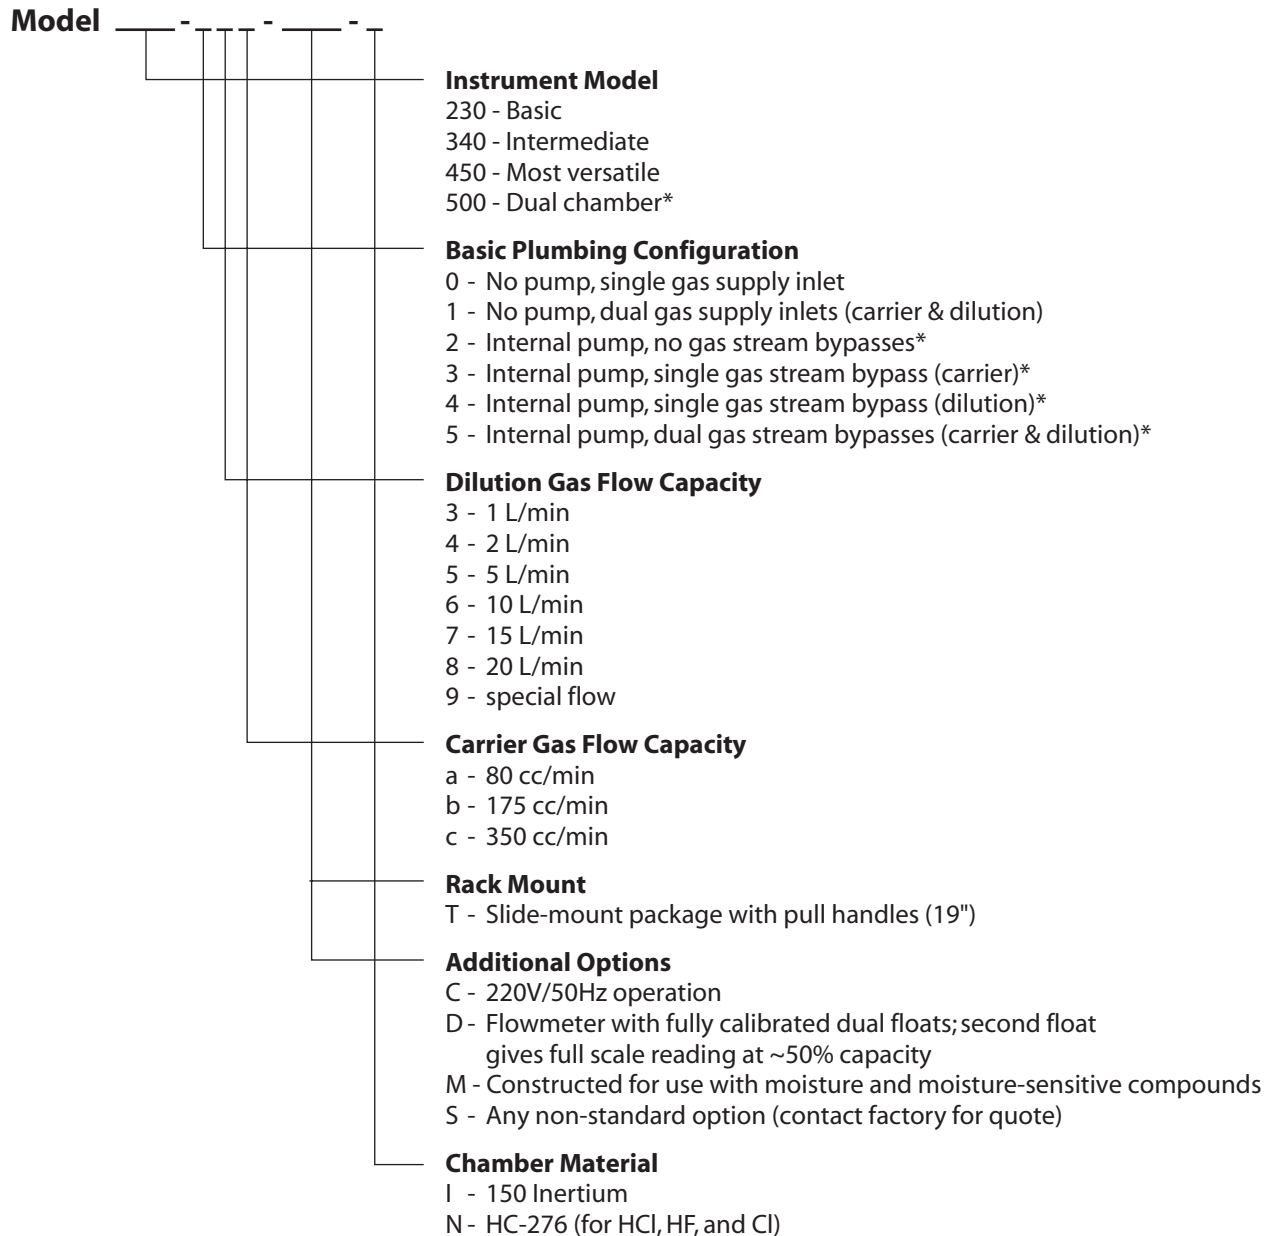 Model ____ - _ _ _ - ____ - _
Instrument Model
230 - Basic
340 - Intermediate
450 - Most versatile
500 - Dual chamber*
Basic Plumbing Configuration
0 - No pump, single gas supply inlet
1 - No pump, dual gas supply inlets (carrier & dilution)
2 - Internal pump, no gas stream bypasses*
3 - Internal pump, single gas stream bypass (carrier)*
4 - Internal pump, single gas stream bypass (dilution)*
5 - Internal pump, dual gas stream bypasses (carrier & dilution)*
Dilution Gas Flow Capacity
3 - 1 L/min
4 - 2 L/min
5 - 5 L/min
6 - 10 L/min
7 - 15 L/min
8 - 20 L/min
9 - special flow
Carrier Gas Flow Capacity
a - 80 cc/min
b - 175 cc/min
c - 350 cc/min
Rack Mount
T - Slide-mount package with pull handles (19")
Additional Options
C - 220V/50Hz operation
D - Flowmeter with fully calibrated dual floats; second float
gives full scale reading at ~50% capacity
M - Constructed for use with moisture and moisture-sensitive compounds
S - Any non-standard option (contact factory for quote)
Chamber Material
I - 150 Inertium
N - HC-276 (for HCl, HF, and Cl)